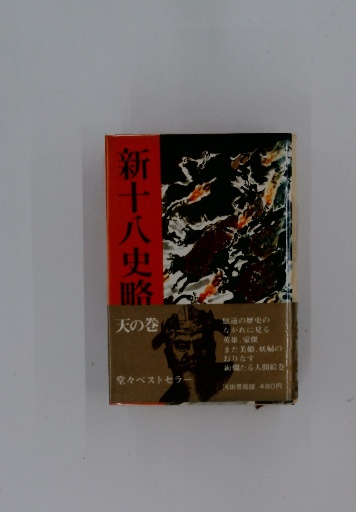 新十八史略
天の巻
堂々ベストセラー
悠遠の歴史の
ながれに見る
英雄、豪傑
また美姫、妖婦の
おりなす
絢爛たる人間絵巻
河出書房版 480円